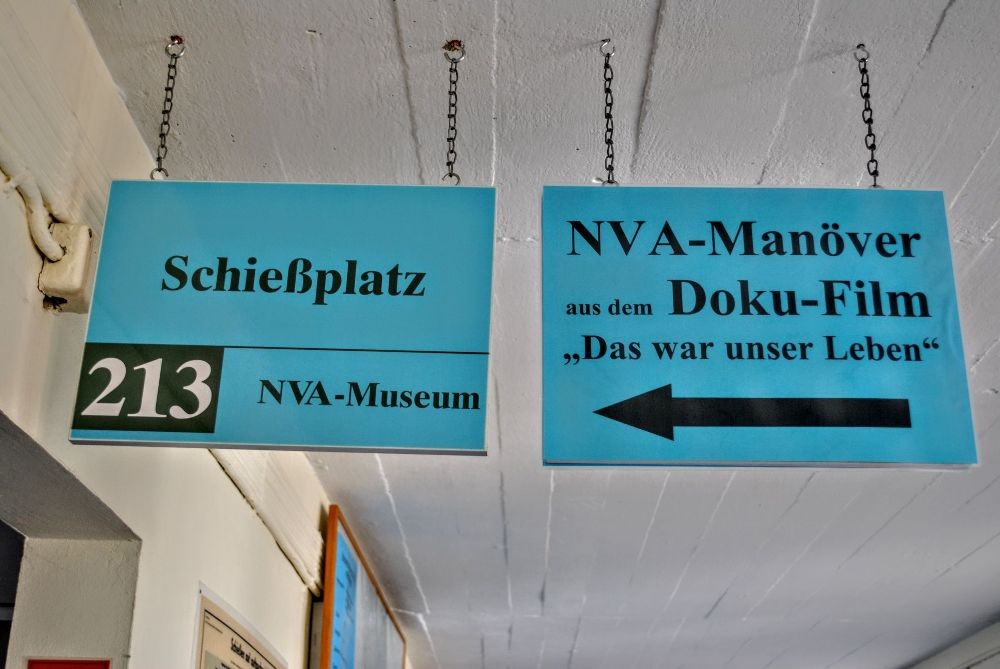 Schießplatz
213 NVA-Museum
NVA-Manöver
aus dem Doku-Film
„Das war unser Leben“